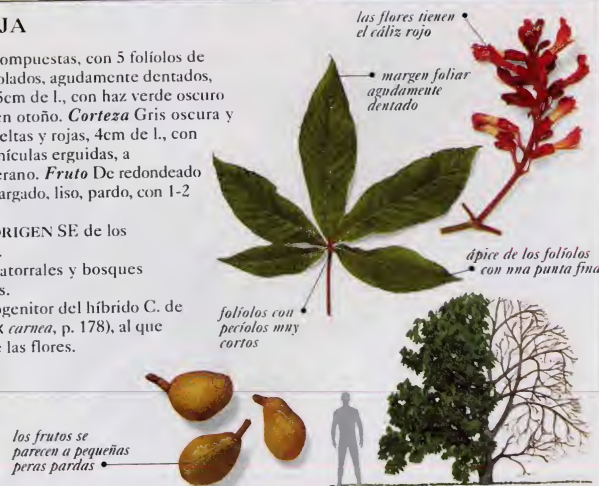 JA
ompuestas, con 5 folíolos de
olados, agudamente dentados,
5cm de l., con haz verde oscuro
en otoño. Corteza Gris oscura y
eltas y rojas, 4cm de l., con
nículas erguidas, a
erano. Fruto De redondeado
argado, liso, pardo, con 1-2
RIGEN SE de los
atorrales y bosques
s.
ogenitor del híbrido C. de
x carnea, p. 178), al que
e las flores.
las flores tienen
el cáliz rojo
margen foliar
agudamente
dentado
ápice de los folíolos
con una punta fina
folíolos con
pecíolos muy
cortos
los frutos se
parecen a pequeñas
peras pardas